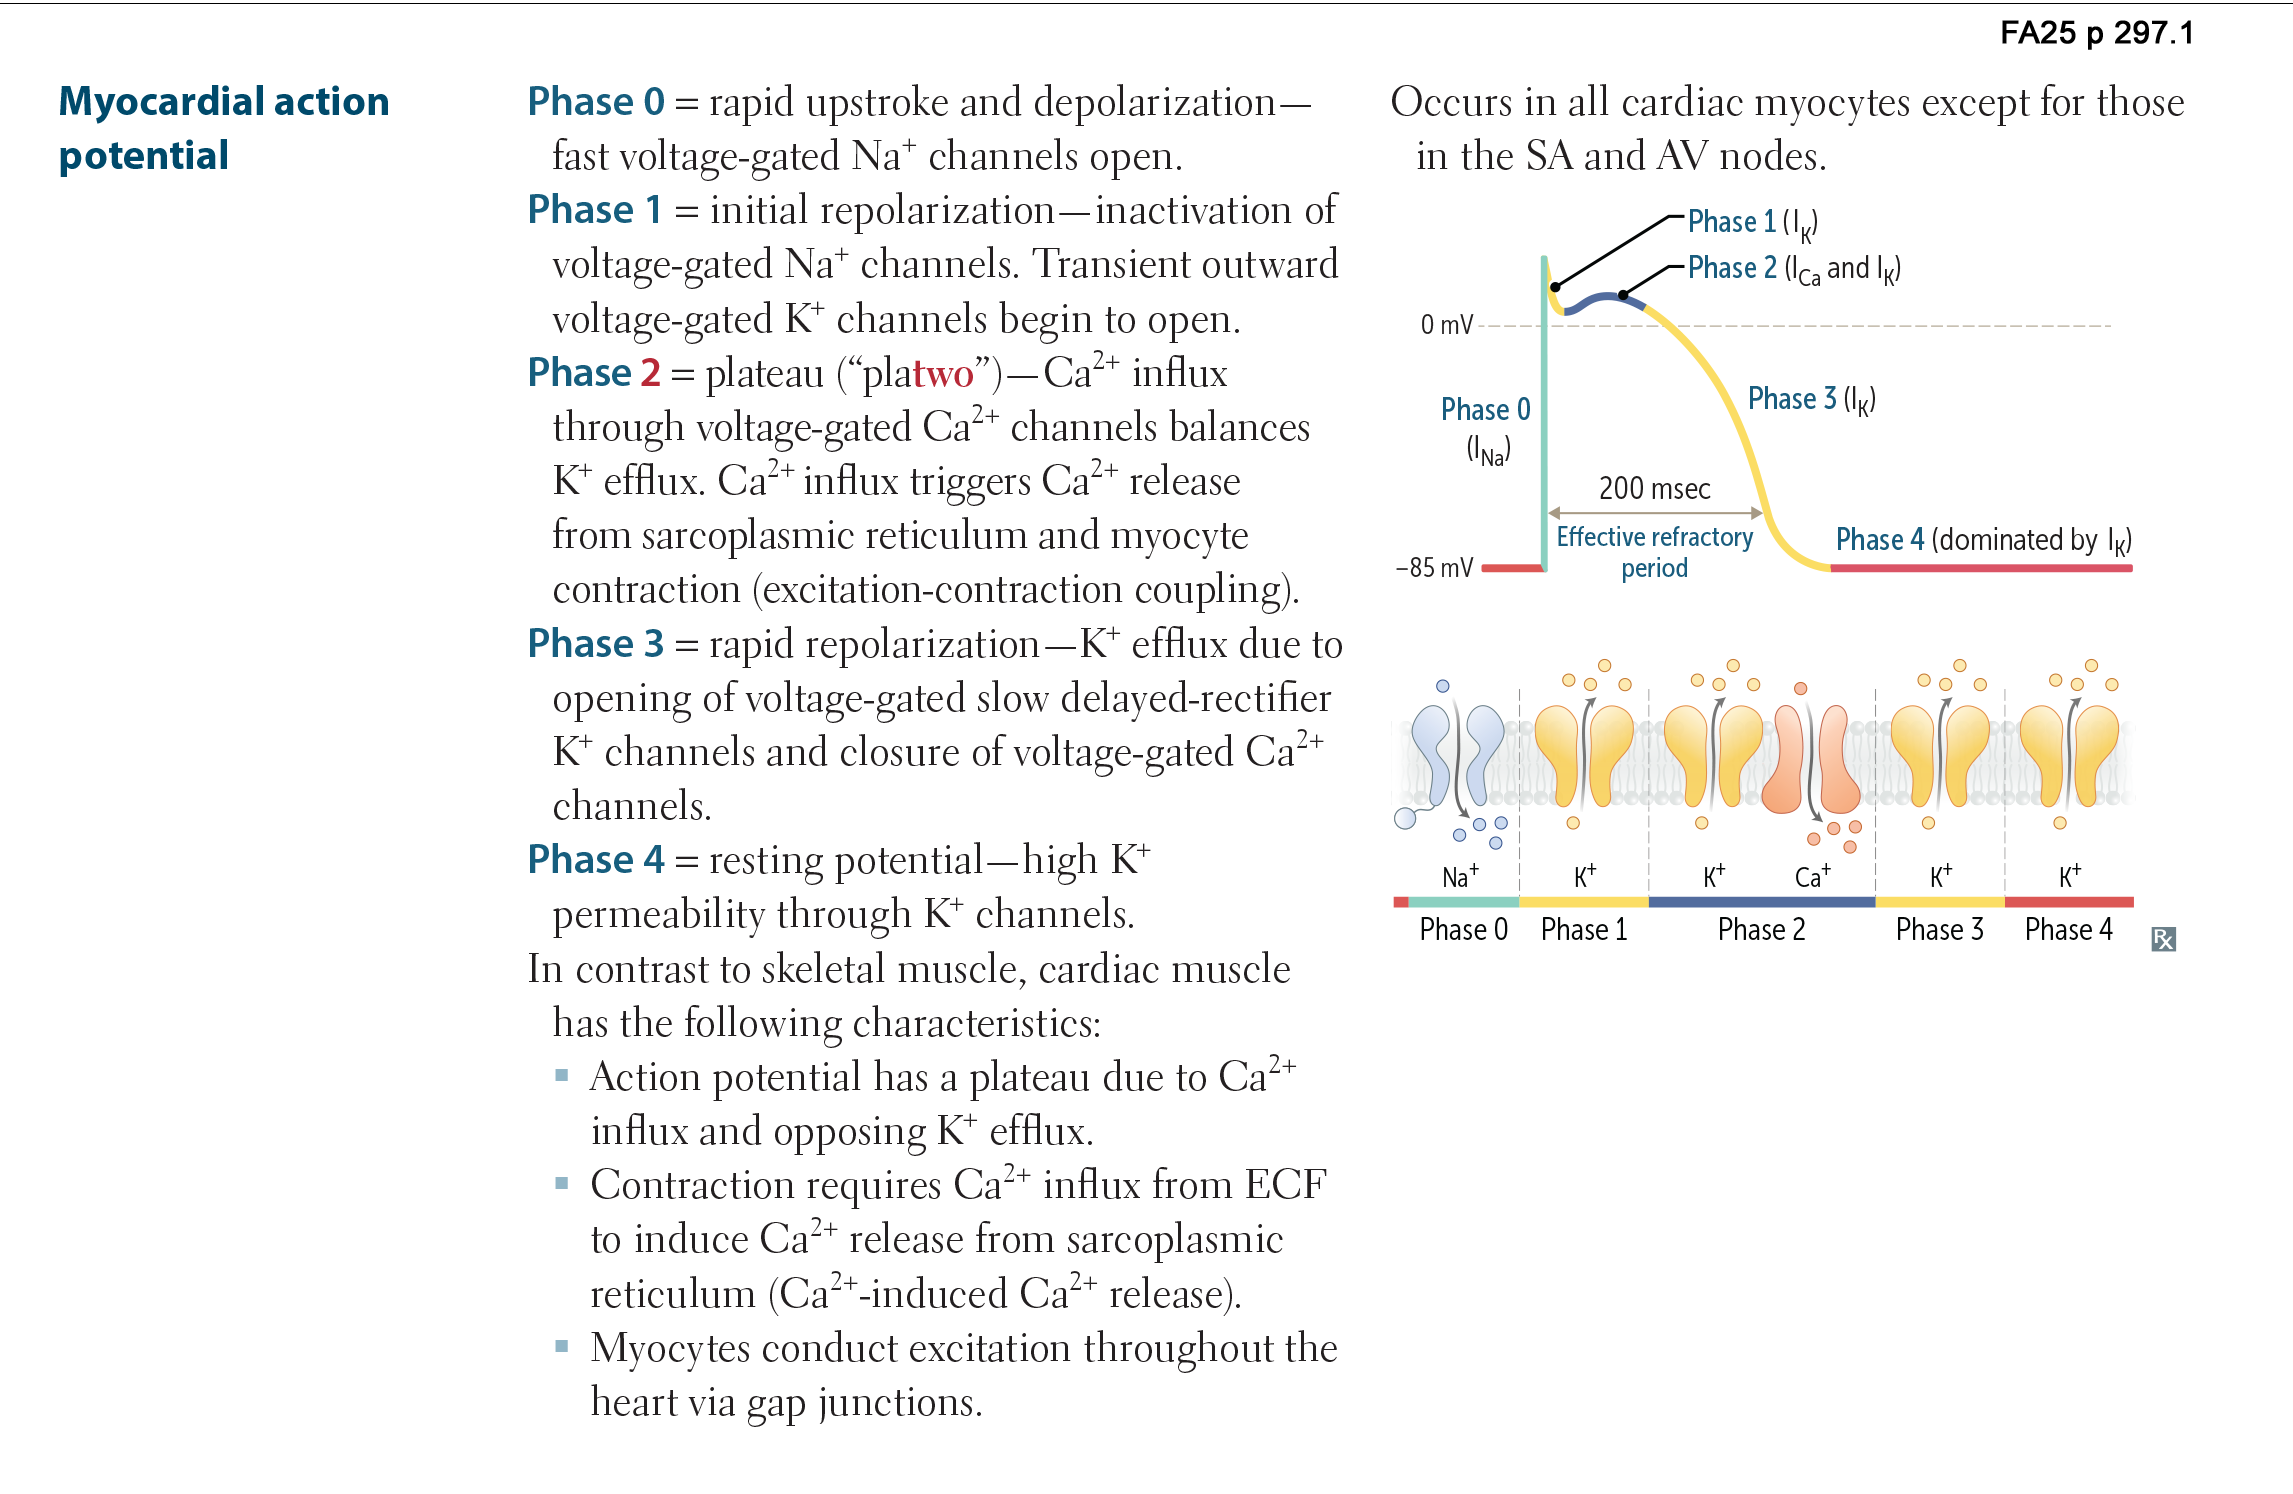 FA25 p 297.1
Myocardial action
potential
Phase 0 = rapid upstroke and depolarization—
fast voltage-gated Na⁺ channels open.
Phase 1 = initial repolarization—inactivation of
voltage-gated Na⁺ channels. Transient outward
voltage-gated K⁺ channels begin to open.
Phase 2 = plateau (“platwo”)—Ca²⁺ influx
through voltage-gated Ca²⁺ channels balances
K⁺ efflux. Ca²⁺ influx triggers Ca²⁺ release
from sarcoplasmic reticulum and myocyte
contraction (excitation-contraction coupling).
Phase 3 = rapid repolarization—K⁺ efflux due to
opening of voltage-gated slow delayed-rectifier
K⁺ channels and closure of voltage-gated Ca²⁺
channels.
Phase 4 = resting potential—high K⁺
permeability through K⁺ channels.
In contrast to skeletal muscle, cardiac muscle
has the following characteristics:
▪ Action potential has a plateau due to Ca²⁺
influx and opposing K⁺ efflux.
▪ Contraction requires Ca²⁺ influx from ECF
to induce Ca²⁺ release from sarcoplasmic
reticulum (Ca²⁺-induced Ca²⁺ release).
▪ Myocytes conduct excitation throughout the
heart via gap junctions.
Occurs in all cardiac myocytes except for those
in the SA and AV nodes.
Phase 1 (I_K)
Phase 2 (I_Ca and I_K)
0 mV
Phase 3 (I_K)
Phase 0
(I_Na)
200 msec
Effective refractory
period
Phase 4 (dominated by I_K)
−85 mV
Na⁺ K⁺ K⁺ Ca⁺ K⁺ K⁺
Phase 0 Phase 1 Phase 2 Phase 3 Phase 4
Rx